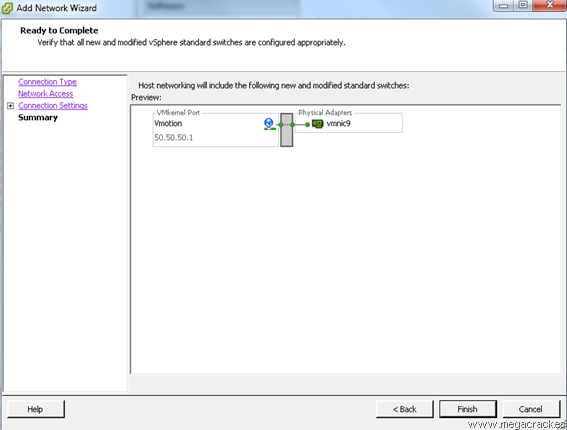 Add Network Wizard
Ready to Complete
Verify that all new and modified vSphere standard switches are configured appropriately.
Connection Type
Network Access
Connection Settings
Summary
Host networking will include the following new and modified standard switches:
Preview:
VMkernel Port
Vmotion
50.50.50.1
Physical Adapters
vmnic9
Help
< Back
Finish
Cancel
www.megacrack.es